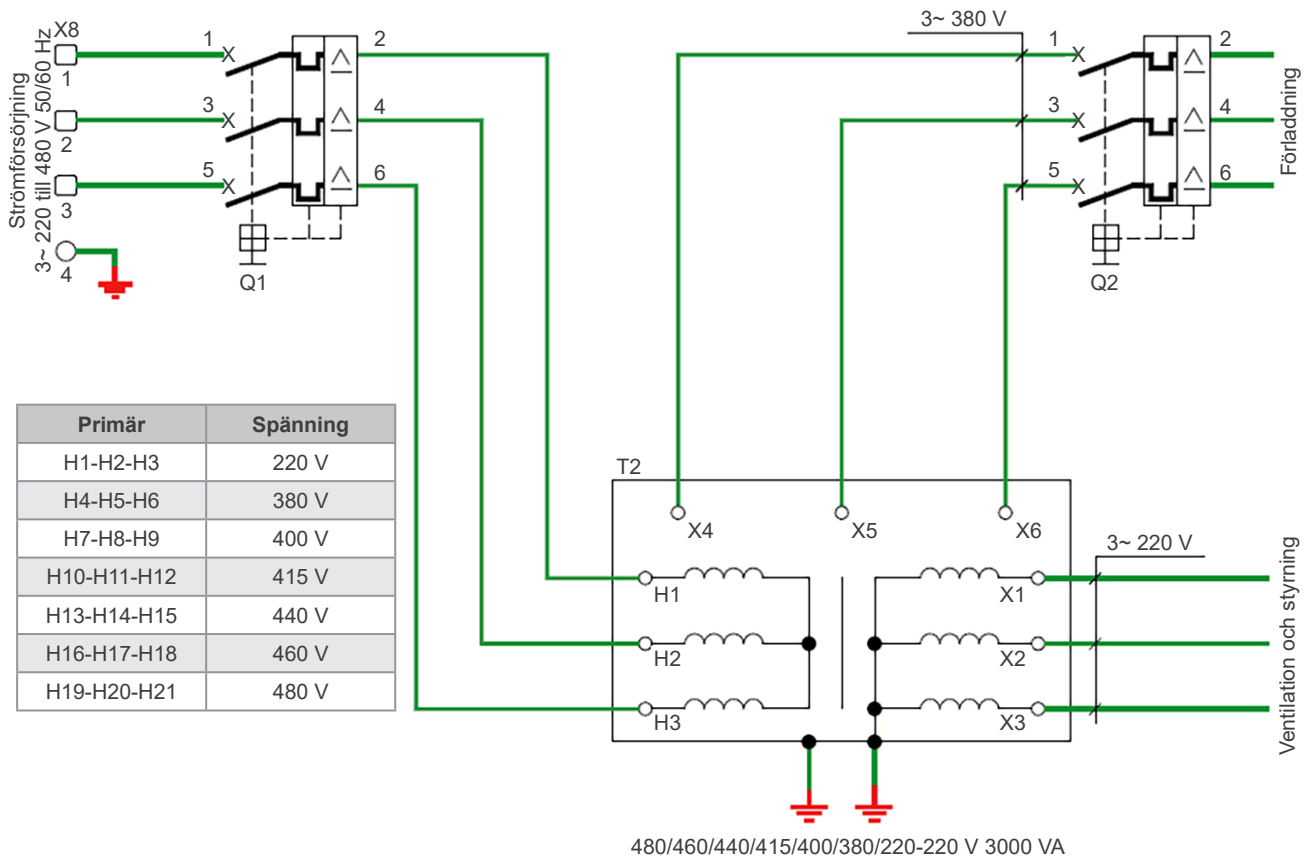 X8
1
2
3
4
Strömförsörjning
3~ 220 till 480 V 50/60 Hz
1
X
2
3
X
4
5
X
6
Q1
3~ 380 V
1
X
2
3
X
4
5
X
6
Q2
Förladdning
Primär Spänning
H1-H2-H3 220 V
H4-H5-H6 380 V
H7-H8-H9 400 V
H10-H11-H12 415 V
H13-H14-H15 440 V
H16-H17-H18 460 V
H19-H20-H21 480 V
T2
X4
X5
X6
H1
H2
H3
X1
X2
X3
3~ 220 V
Ventilation och styrning
480/460/440/415/400/380/220-220 V 3000 VA